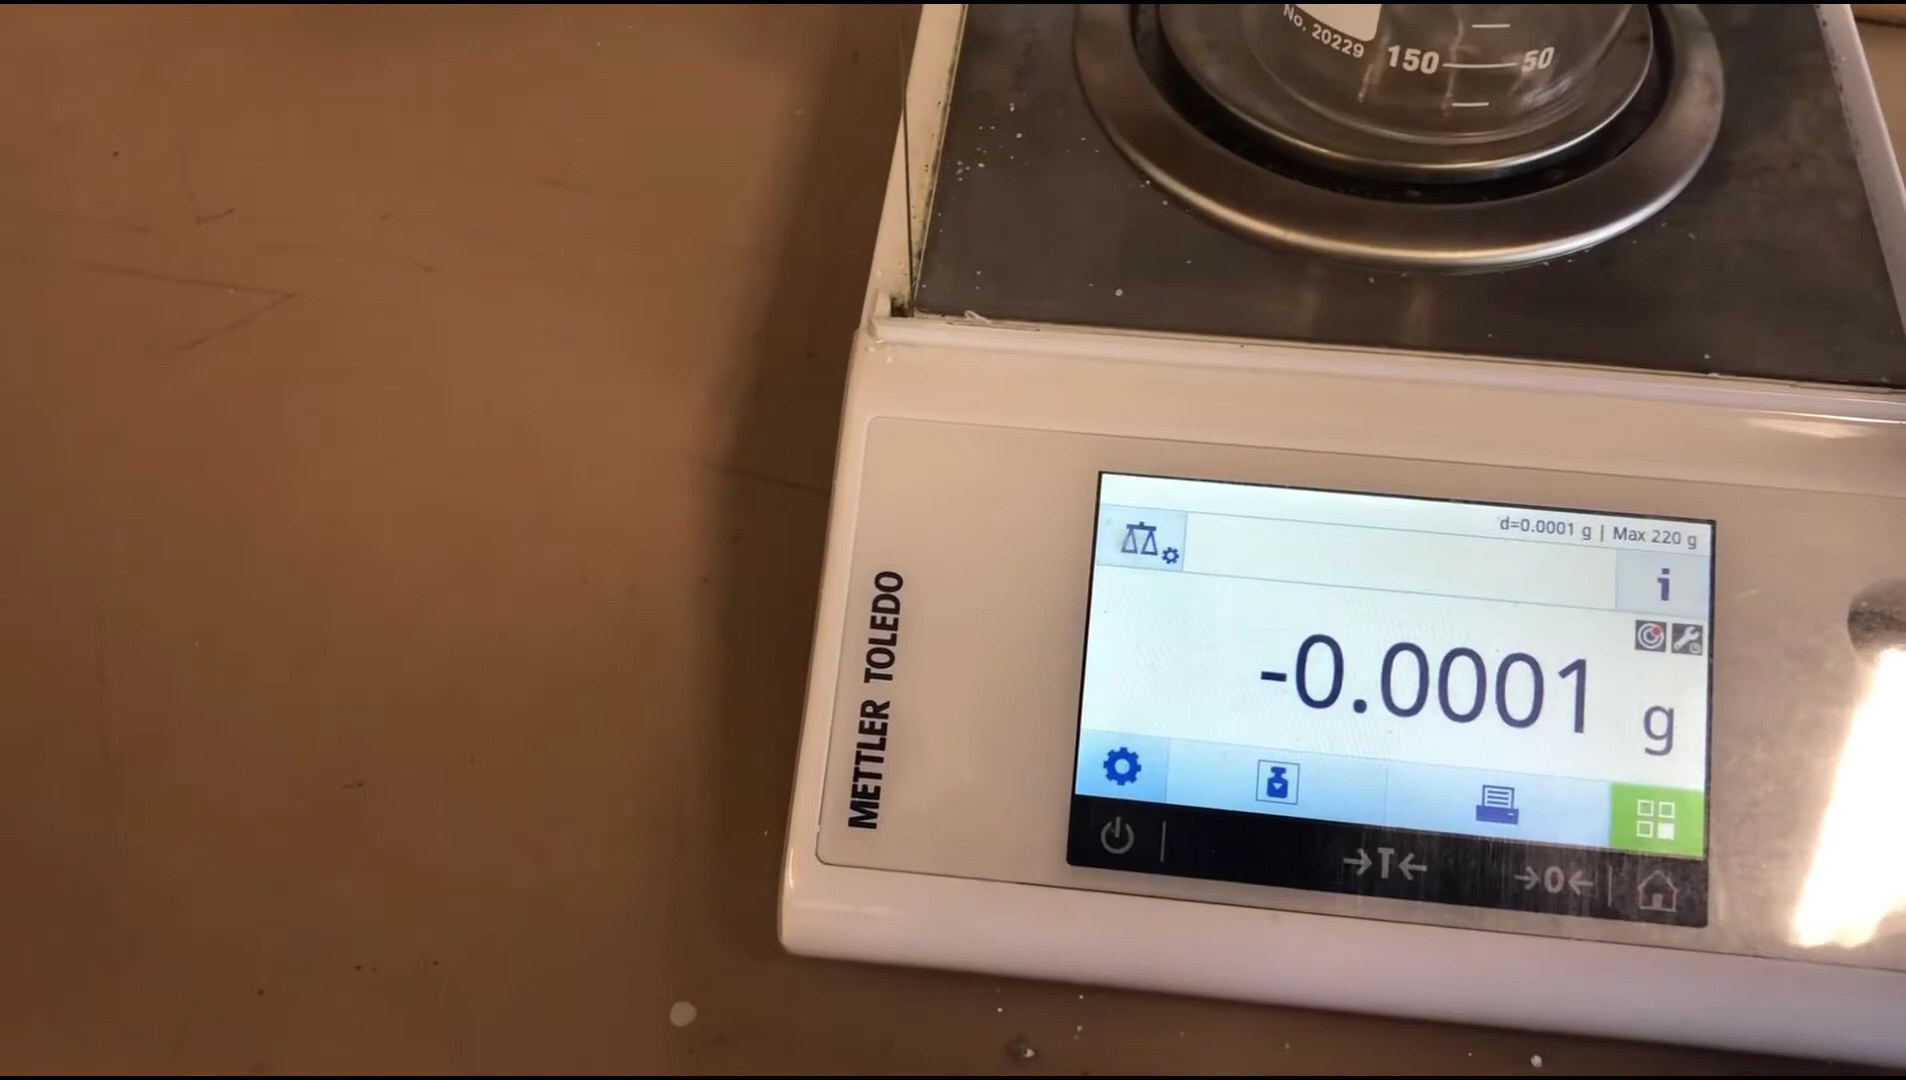 No. 20229
150 50
d=0.0001 g | Max 220 g
i
-0.0001 g
METTLER TOLEDO
→T← →0←